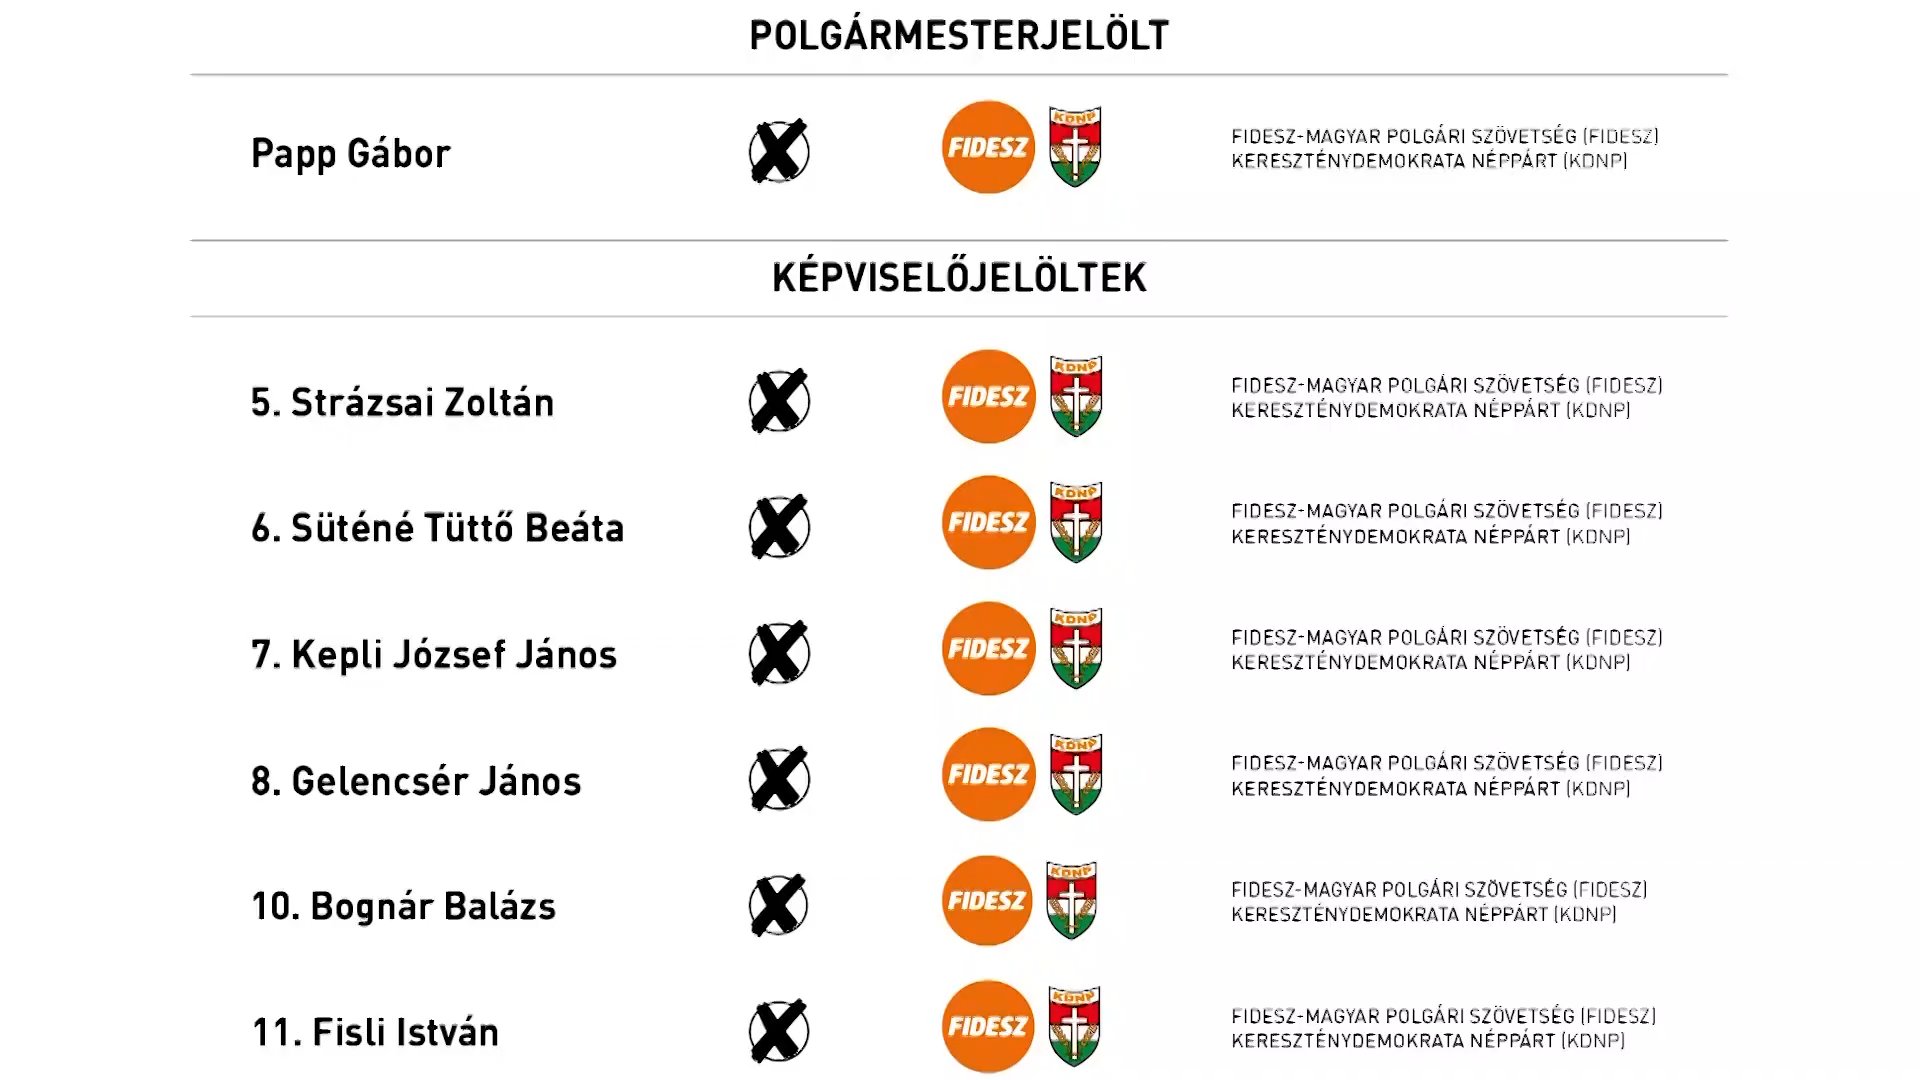 POLGÁRMESTERJELÖLT
Papp Gábor
FIDESZ
KDNP
FIDESZ-MAGYAR POLGÁRI SZÖVETSÉG (FIDESZ)
KERESZTÉNYDEMOKRATA NÉPPÁRT (KDNP)
KÉPVISELŐJELÖLTEK
5. Strázsai Zoltán
FIDESZ
KDNP
FIDESZ-MAGYAR POLGÁRI SZÖVETSÉG (FIDESZ)
KERESZTÉNYDEMOKRATA NÉPPÁRT (KDNP)
6. Süténé Tüttő Beáta
FIDESZ
KDNP
FIDESZ-MAGYAR POLGÁRI SZÖVETSÉG (FIDESZ)
KERESZTÉNYDEMOKRATA NÉPPÁRT (KDNP)
7. Kepli József János
FIDESZ
KDNP
FIDESZ-MAGYAR POLGÁRI SZÖVETSÉG (FIDESZ)
KERESZTÉNYDEMOKRATA NÉPPÁRT (KDNP)
8. Gelencsér János
FIDESZ
KDNP
FIDESZ-MAGYAR POLGÁRI SZÖVETSÉG (FIDESZ)
KERESZTÉNYDEMOKRATA NÉPPÁRT (KDNP)
10. Bognár Balázs
FIDESZ
KDNP
FIDESZ-MAGYAR POLGÁRI SZÖVETSÉG (FIDESZ)
KERESZTÉNYDEMOKRATA NÉPPÁRT (KDNP)
11. Fisli István
FIDESZ
KDNP
FIDESZ-MAGYAR POLGÁRI SZÖVETSÉG (FIDESZ)
KERESZTÉNYDEMOKRATA NÉPPÁRT (KDNP)